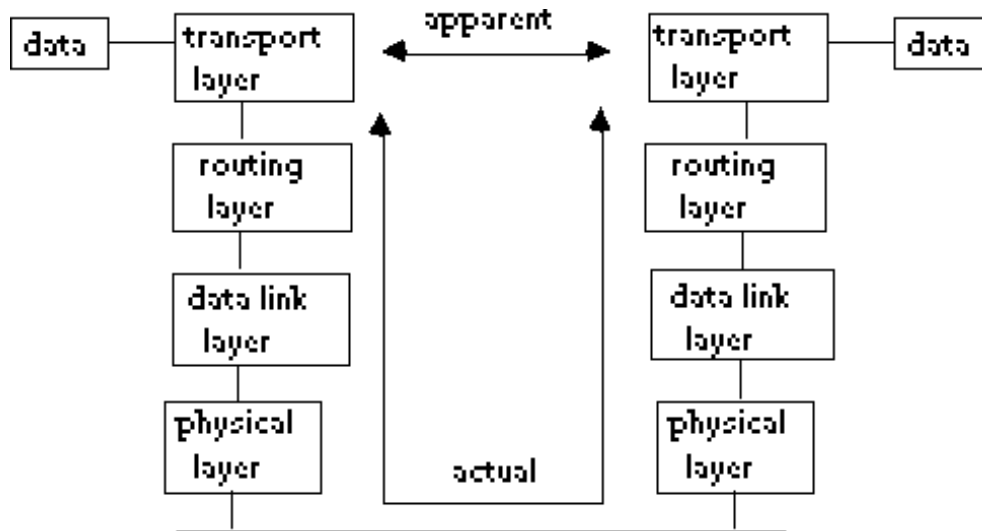 apparent
data
transport
layer
transport
layer
data
routing
layer
routing
layer
data link
layer
data link
layer
physical
layer
actual
physical
layer